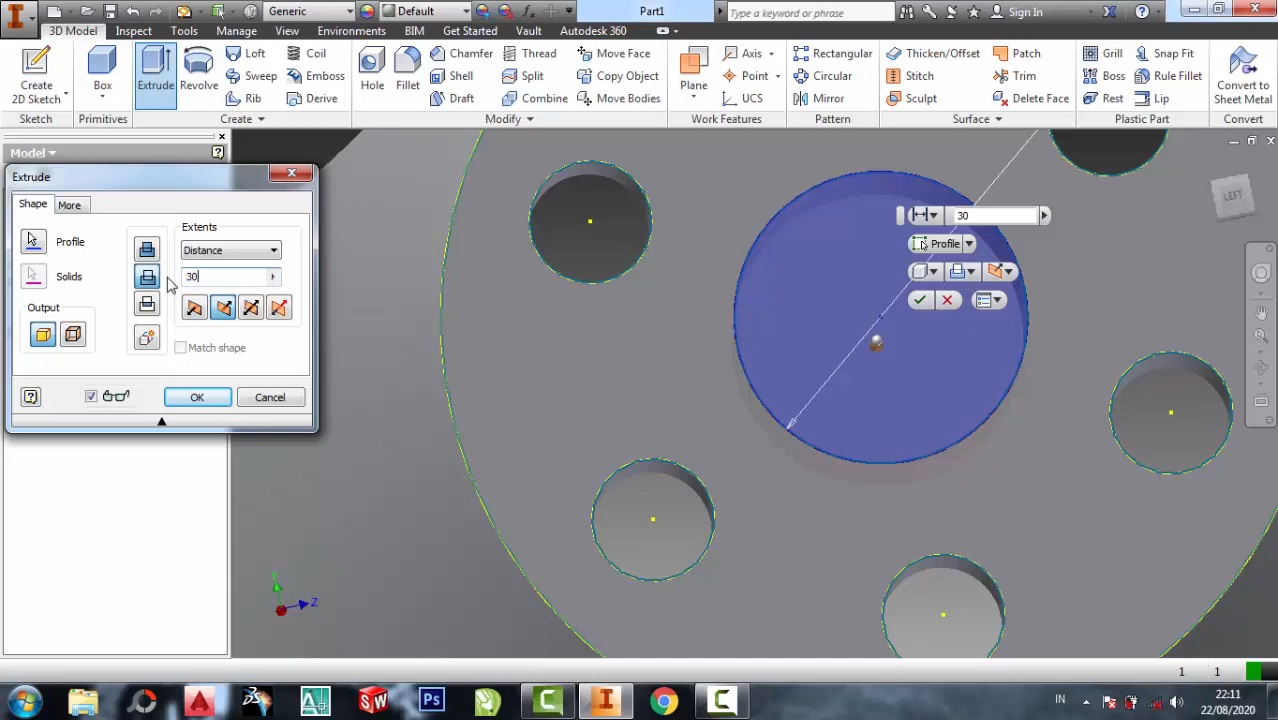 Generic
Default
fx
Part1
Type a keyword or phrase
Sign In
3D Model
Inspect
Tools
Manage
View
Environments
BIM
Get Started
Vault
Autodesk 360
Create 2D Sketch
Box
Extrude
Revolve
Loft
Sweep
Rib
Coil
Emboss
Derive
Hole
Fillet
Chamfer
Shell
Draft
Thread
Split
Combine
Move Face
Copy Object
Move Bodies
Plane
Axis
Point
UCS
Rectangular
Circular
Mirror
Thicken/Offset
Stitch
Sculpt
Patch
Trim
Delete Face
Grill
Boss
Rest
Snap Fit
Rule Fillet
Lip
Convert to Sheet Metal
Sketch
Primitives
Create
Modify
Work Features
Pattern
Surface
Plastic Part
Convert
Model
Extrude
Shape
More
Profile
Solids
Output
Extents
Distance
30
Match shape
OK
Cancel
30
Profile
LEFT
Y
Z
1
1
SW
Ps
IN
22:11
22/08/2020